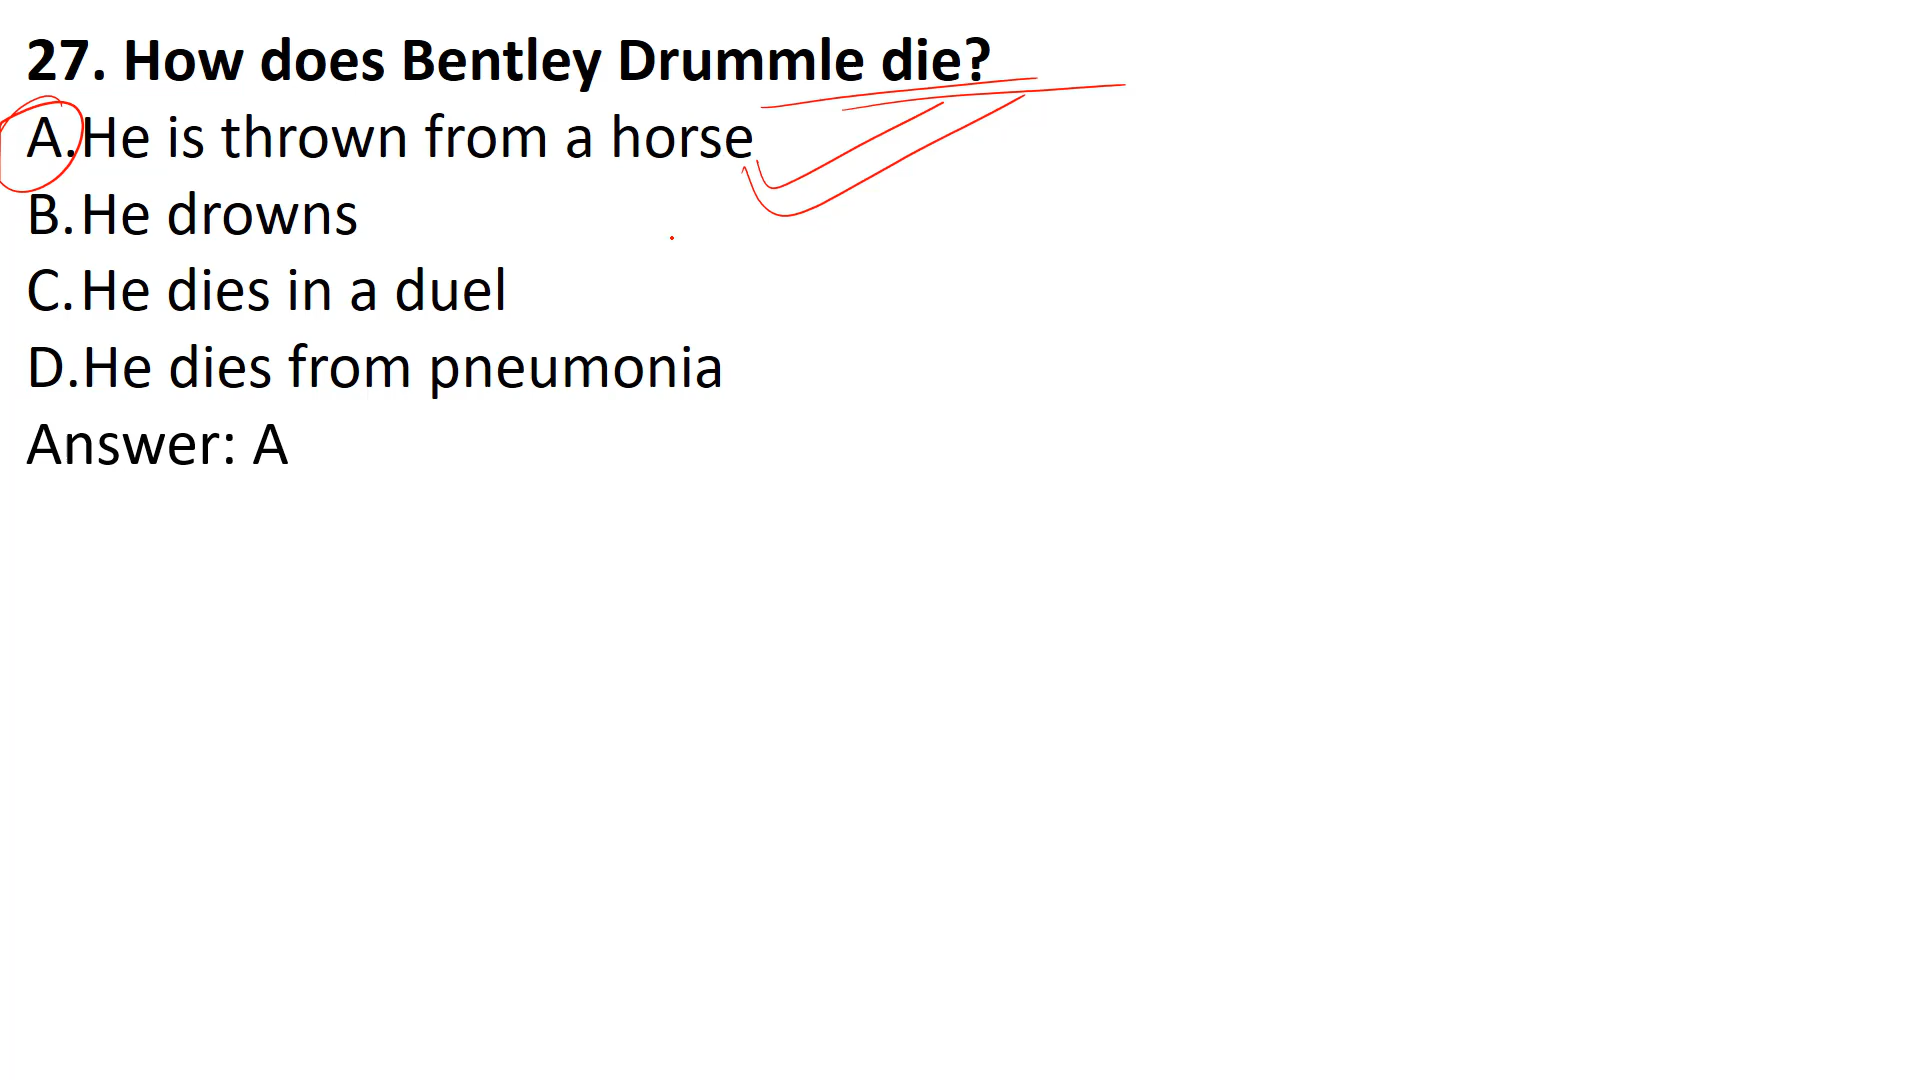 27. How does Bentley Drummle die?
A.He is thrown from a horse
B.He drowns
C.He dies in a duel
D.He dies from pneumonia
Answer: A